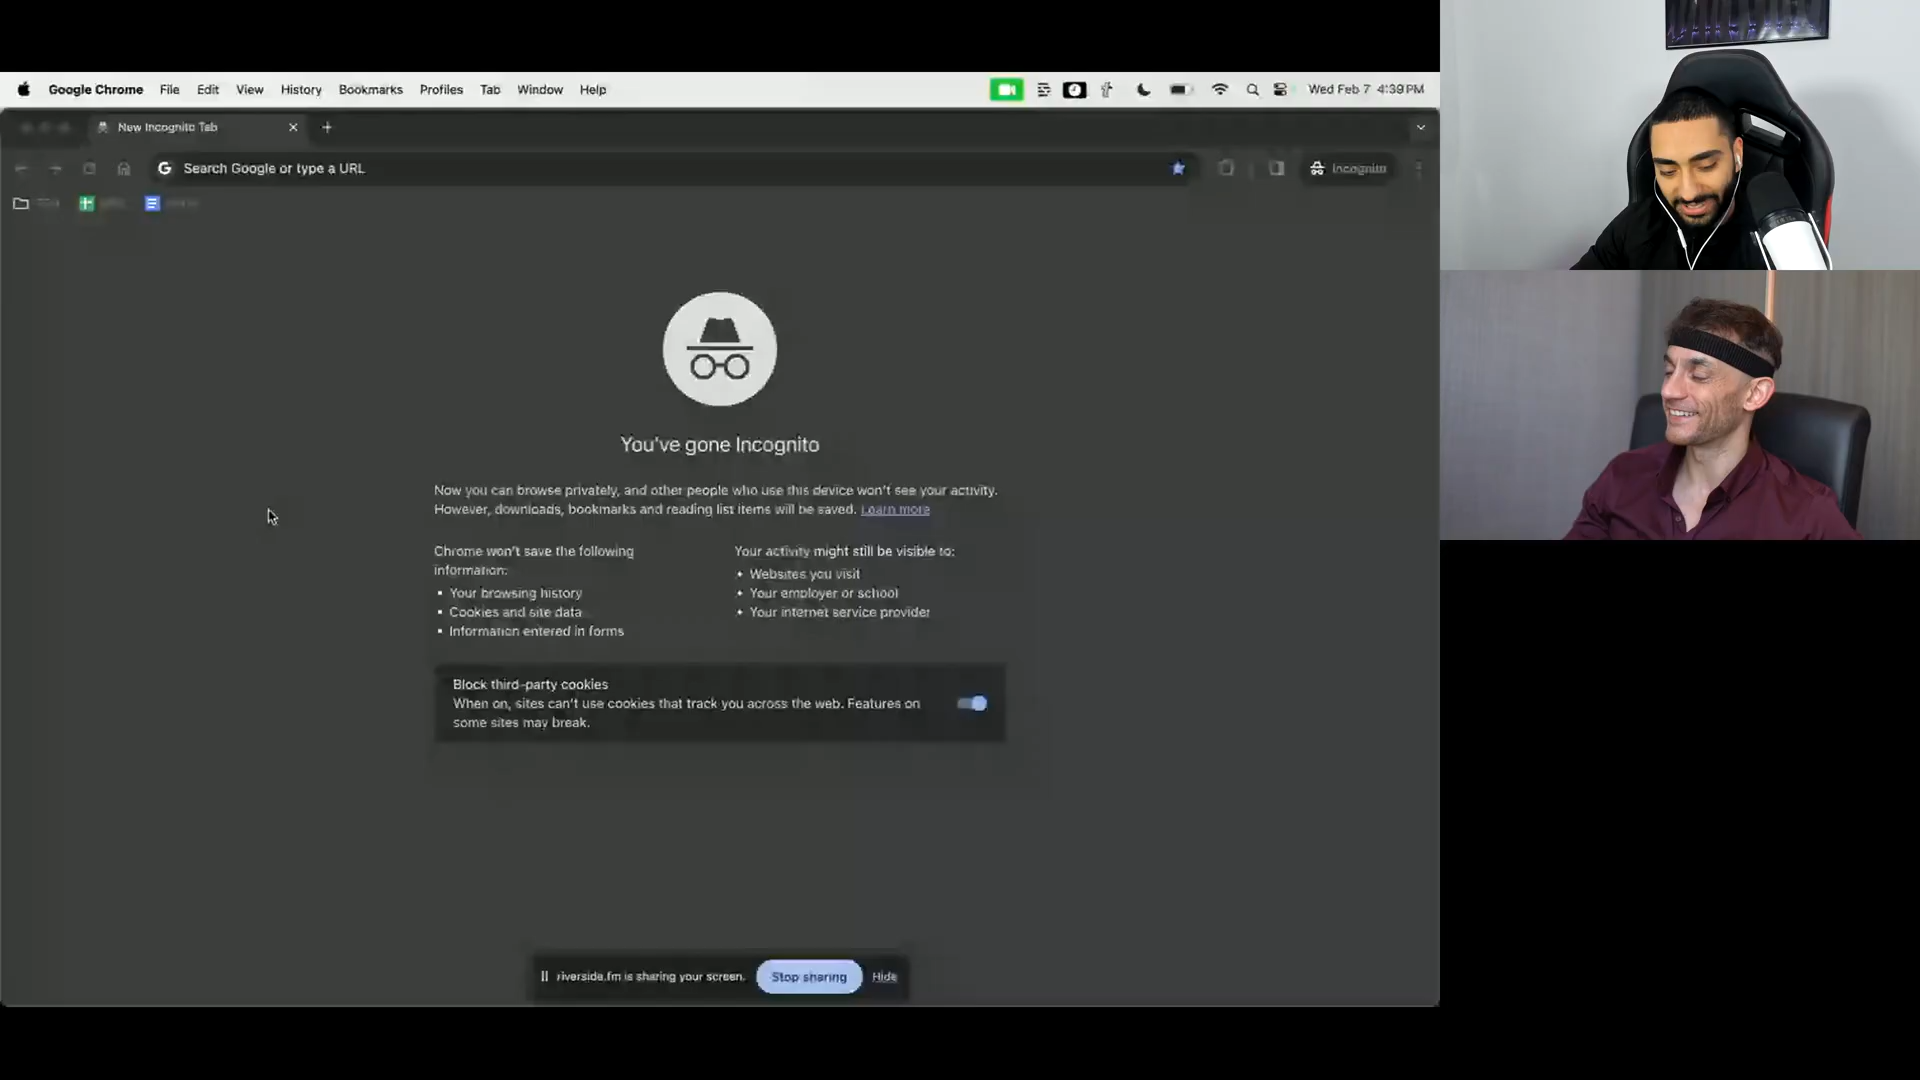 Google Chrome File Edit View History Bookmarks Profiles Tab Window Help Wed Feb 7 4:39 PM
New Incognito Tab
Search Google or type a URL Incognito
You've gone Incognito
Now you can browse privately, and other people who use this device won't see your activity.
However, downloads, bookmarks and reading list items will be saved. Learn more
Chrome won't save the following
information:
• Your browsing history
• Cookies and site data
• Information entered in forms
Your activity might still be visible to:
• Websites you visit
• Your employer or school
• Your internet service provider
Block third-party cookies
When on, sites can't use cookies that track you across the web. Features on
some sites may break.
riverside.fm is sharing your screen. Stop sharing Hide